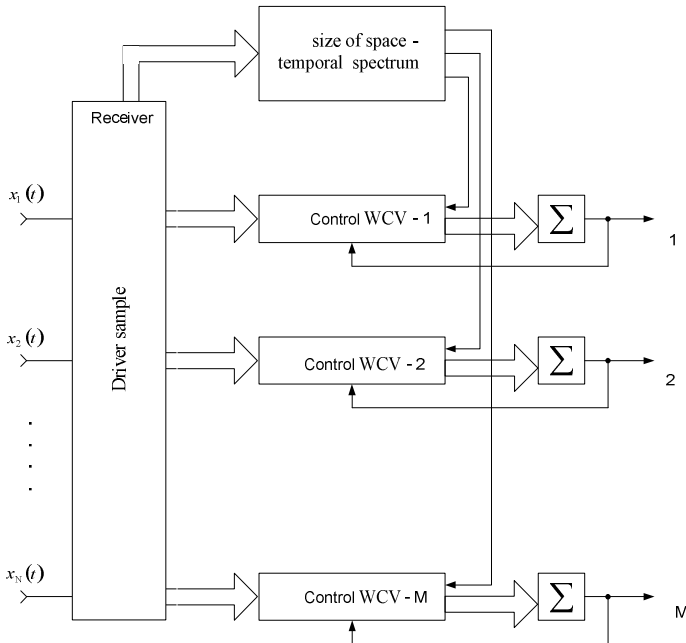 size of space -
temporal spectrum
Receiver
x₁(t)
Control WCV - 1
Σ
1
Driver sample
x₂(t)
Control WCV - 2
Σ
2
x_N(t)
Control WCV - M
Σ
M